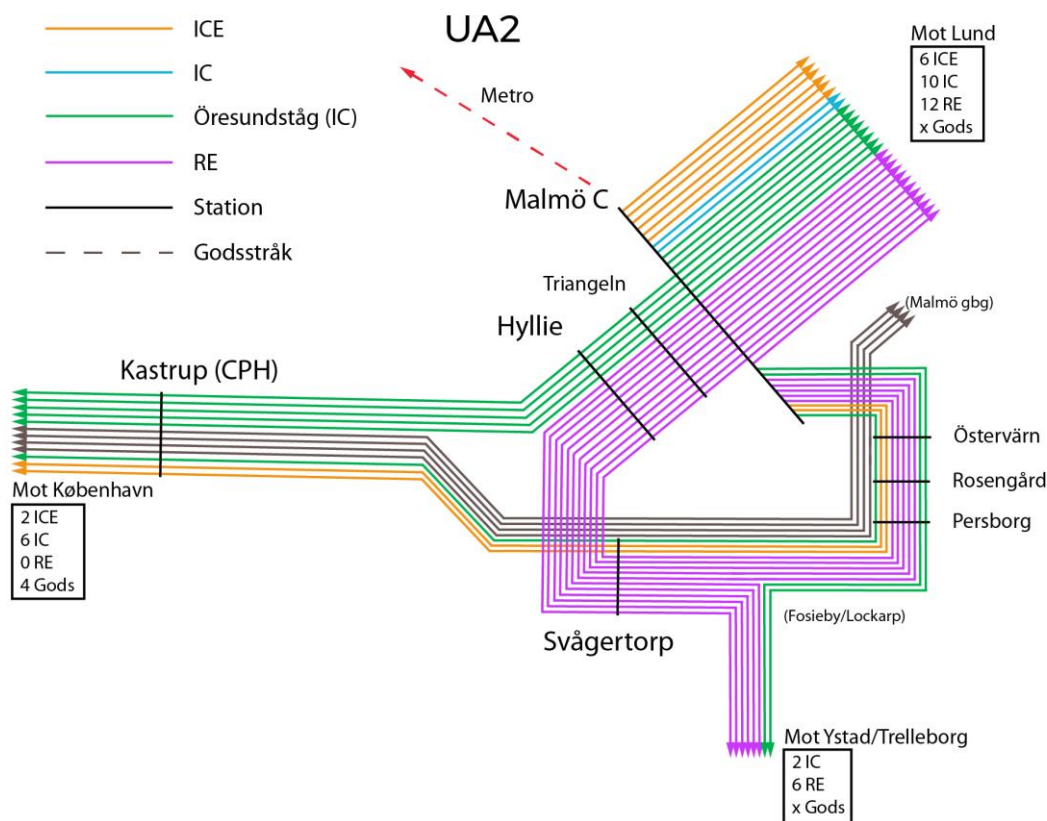 UA2
ICE
IC
Öresundståg (IC)
RE
Station
Godsstråk
Metro
Mot Lund
6 ICE
10 IC
12 RE
x Gods
Malmö C
Triangeln
Hyllie
(Malmö gbg)
Kastrup (CPH)
Östervärn
Rosengård
Persborg
Mot København
2 ICE
6 IC
0 RE
4 Gods
(Fosieby/Lockarp)
Svågertorp
Mot Ystad/Trelleborg
2 IC
6 RE
x Gods